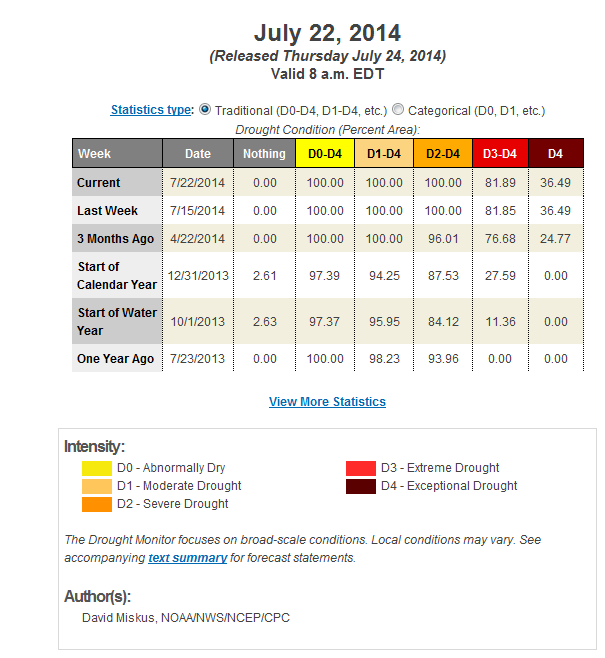 July 22, 2014
(Released Thursday July 24, 2014)
Valid 8 a.m. EDT
Statistics type: Traditional (D0-D4, D1-D4, etc.) Categorical (D0, D1, etc.)
Drought Condition (Percent Area):
Week Date Nothing D0-D4 D1-D4 D2-D4 D3-D4 D4
Current 7/22/2014 0.00 100.00 100.00 100.00 81.89 36.49
Last Week 7/15/2014 0.00 100.00 100.00 100.00 81.85 36.49
3 Months Ago 4/22/2014 0.00 100.00 100.00 96.01 76.68 24.77
Start of
Calendar Year 12/31/2013 2.61 97.39 94.25 87.53 27.59 0.00
Start of Water
Year 10/1/2013 2.63 97.37 95.95 84.12 11.36 0.00
One Year Ago 7/23/2013 0.00 100.00 98.23 93.96 0.00 0.00
View More Statistics
Intensity:
D0 - Abnormally Dry
D1 - Moderate Drought
D2 - Severe Drought
D3 - Extreme Drought
D4 - Exceptional Drought
The Drought Monitor focuses on broad-scale conditions. Local conditions may vary. See
accompanying text summary for forecast statements.
Author(s):
David Miskus, NOAA/NWS/NCEP/CPC